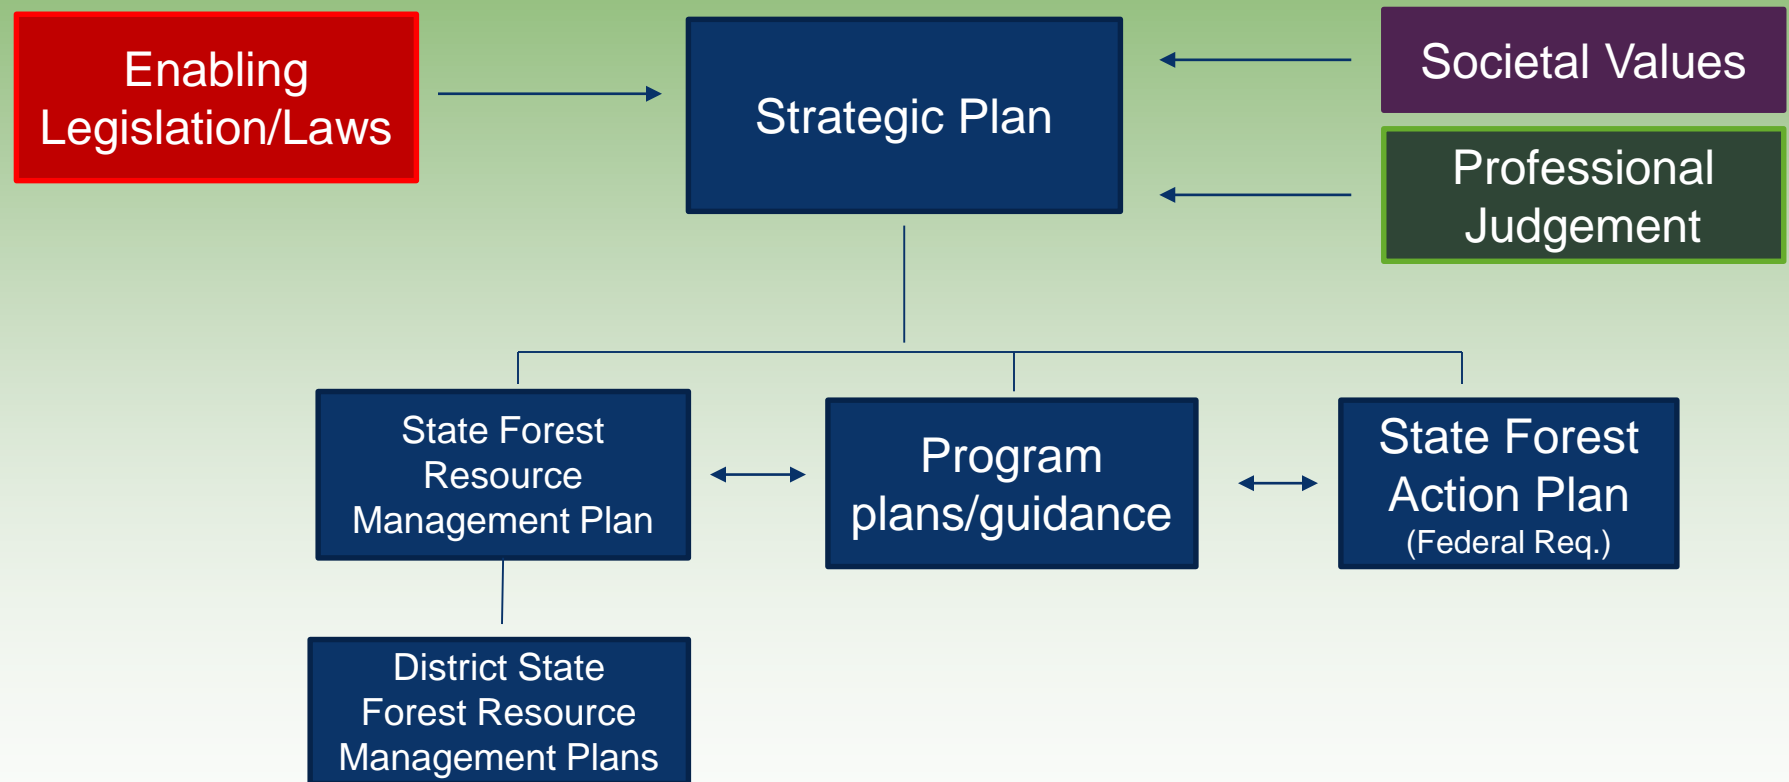 Enabling
Legislation/Laws
Strategic Plan
Societal Values
Professional
Judgement
State Forest
Resource
Management Plan
Program
plans/guidance
State Forest
Action Plan
(Federal Req.)
District State
Forest Resource
Management Plans